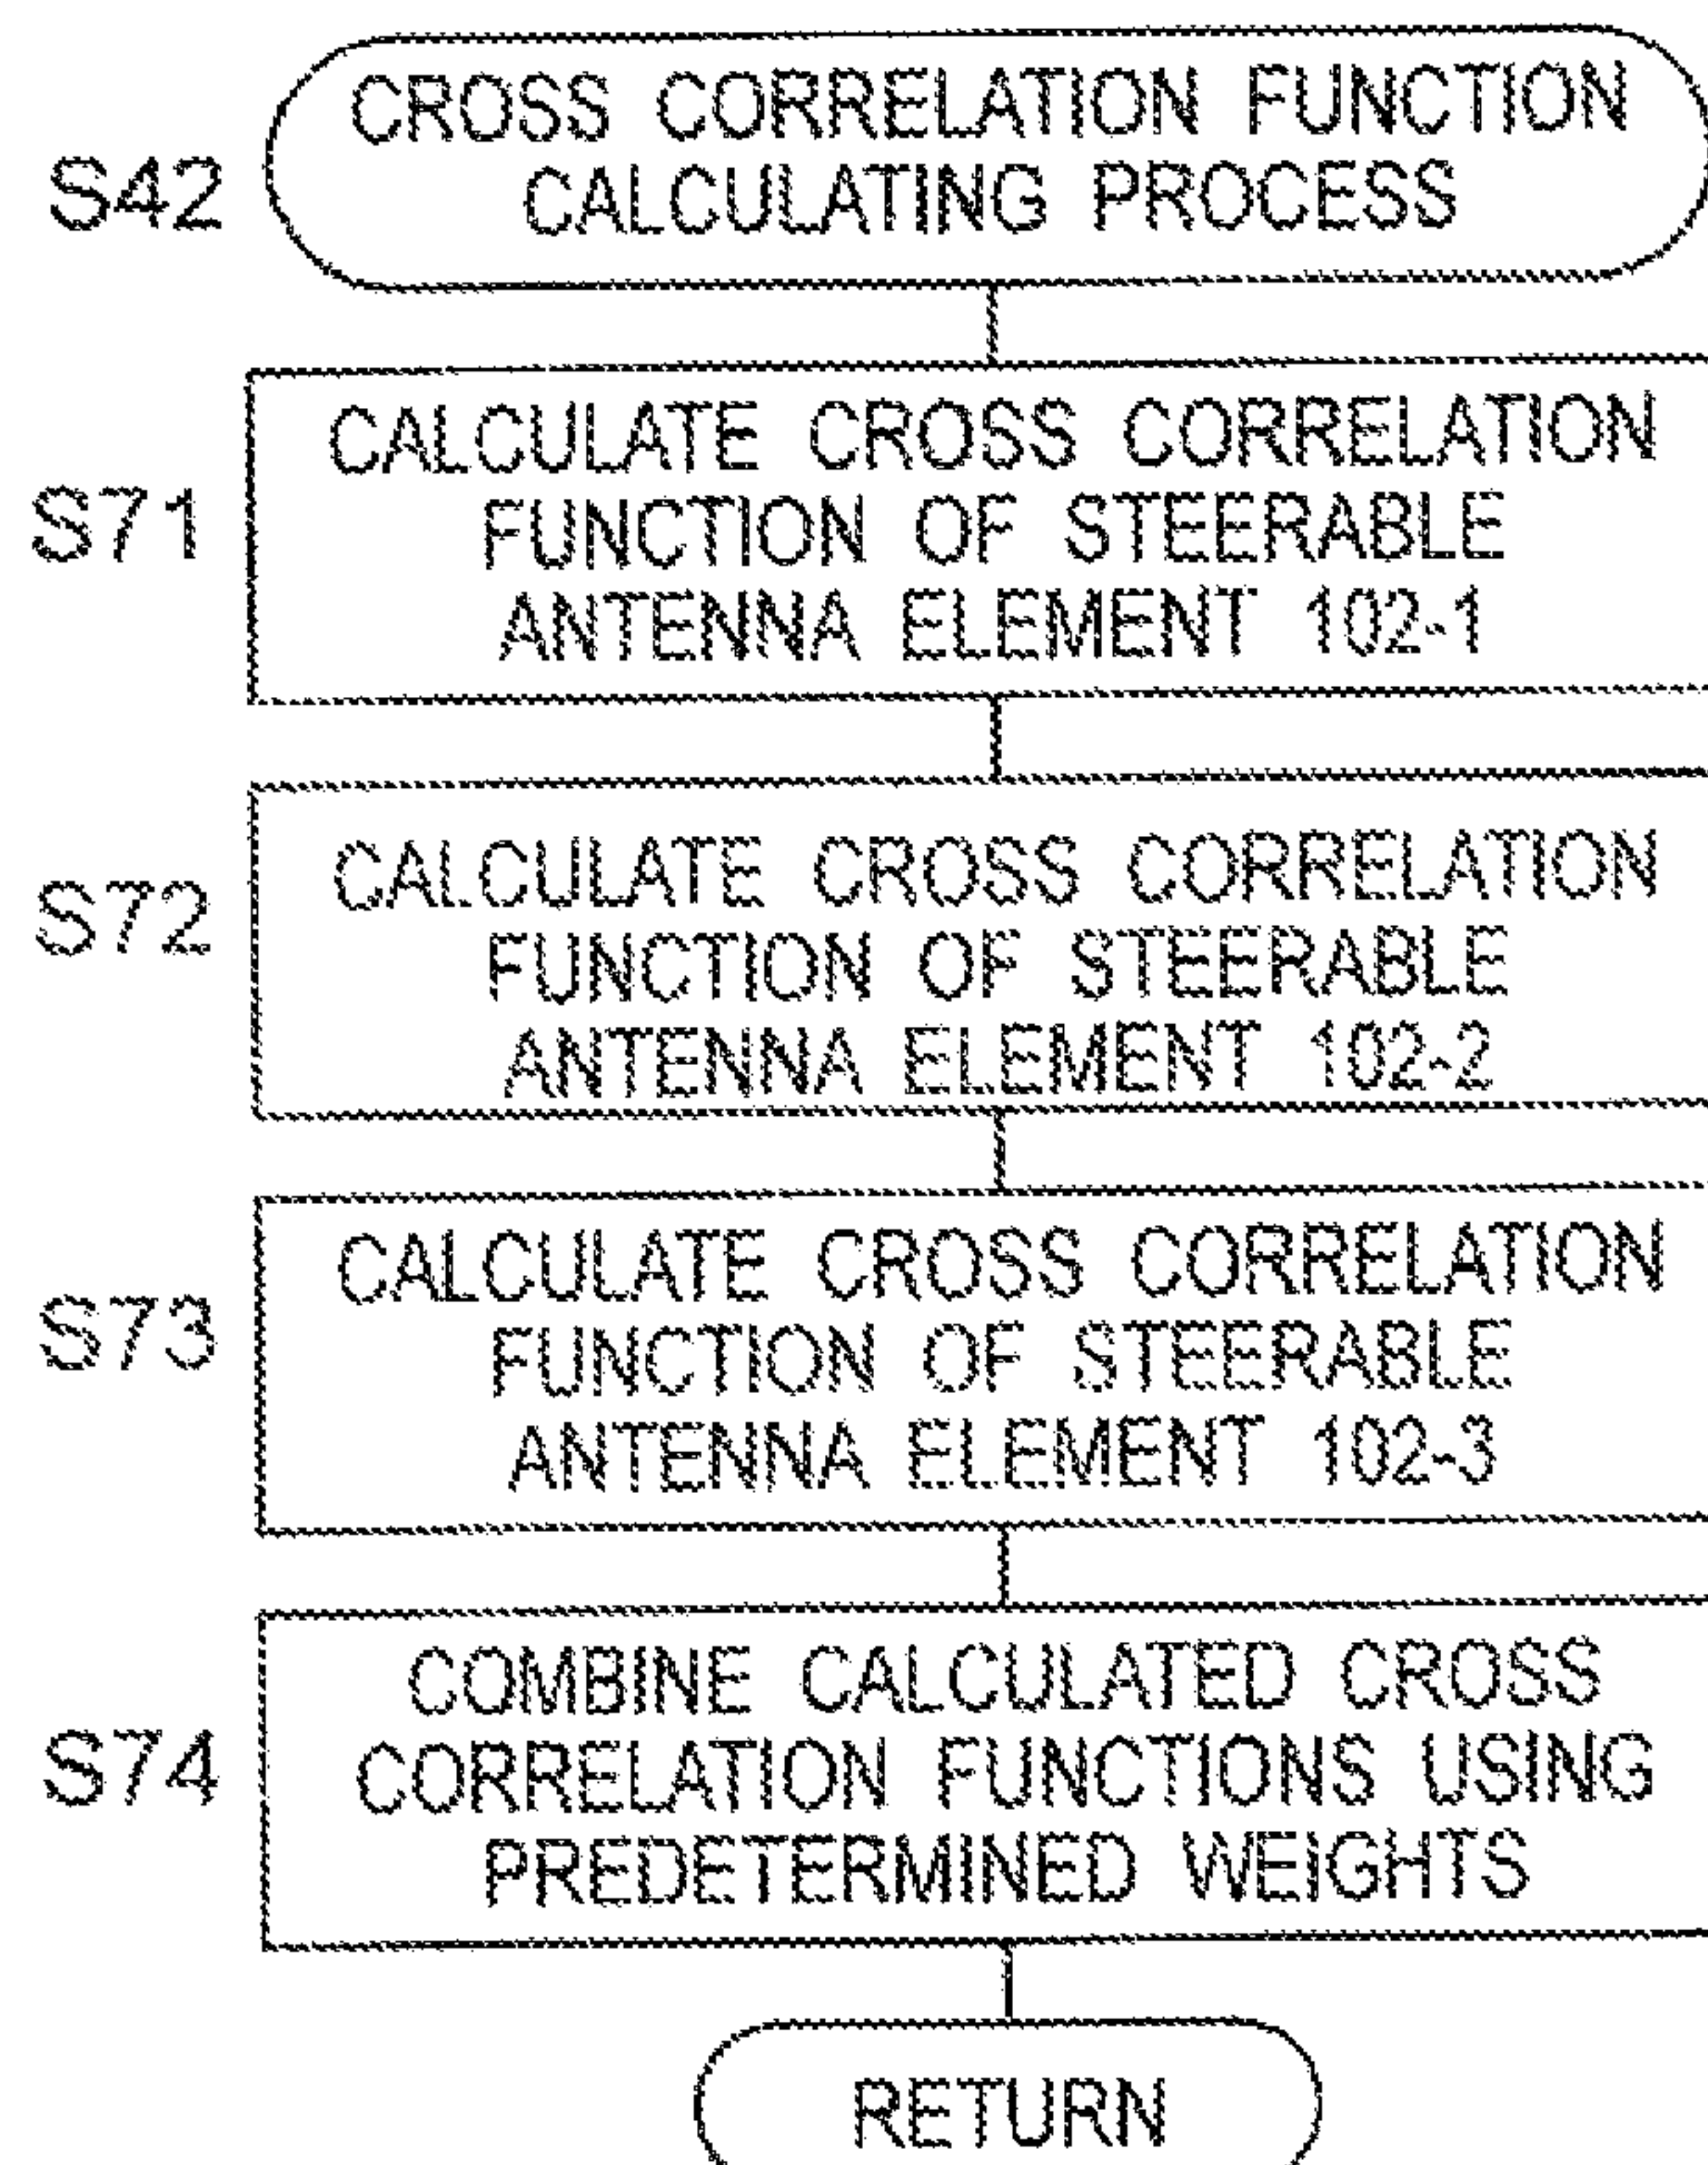 CROSS CORRELATION FUNCTION
S42
CALCULATING PROCESS
CALCULATE CROSS CORRELATION
S71
FUNCTION OF STEERABLE
ANTENNA ELEMENT 102-1
CALCULATE CROSS CORRELATION
S72
FUNCTION OF STEERABLE
ANTENNA ELEMENT 102-2
CALCULATE CROSS CORRELATION
S73
FUNCTION OF STEERABLE
ANTENNA ELEMENT 102-3
COMBINE CALCULATED CROSS
S74
CORRELATION FUNCTIONS USING
PREDETERMINED WEIGHTS
RETURN